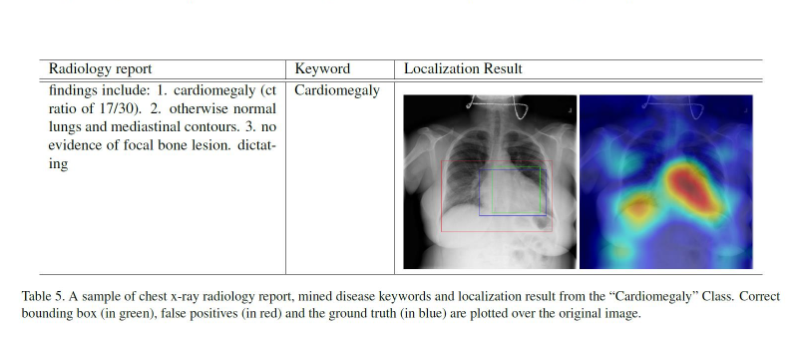 Radiology report Keyword Localization Result
findings include: 1. cardiomegaly (ct Cardiomegaly
ratio of 17/30). 2. otherwise normal
lungs and mediastinal contours. 3. no
evidence of focal bone lesion. dictat-
ing
Table 5. A sample of chest x-ray radiology report, mined disease keywords and localization result from the “Cardiomegaly” Class. Correct
bounding box (in green), false positives (in red) and the ground truth (in blue) are plotted over the original image.